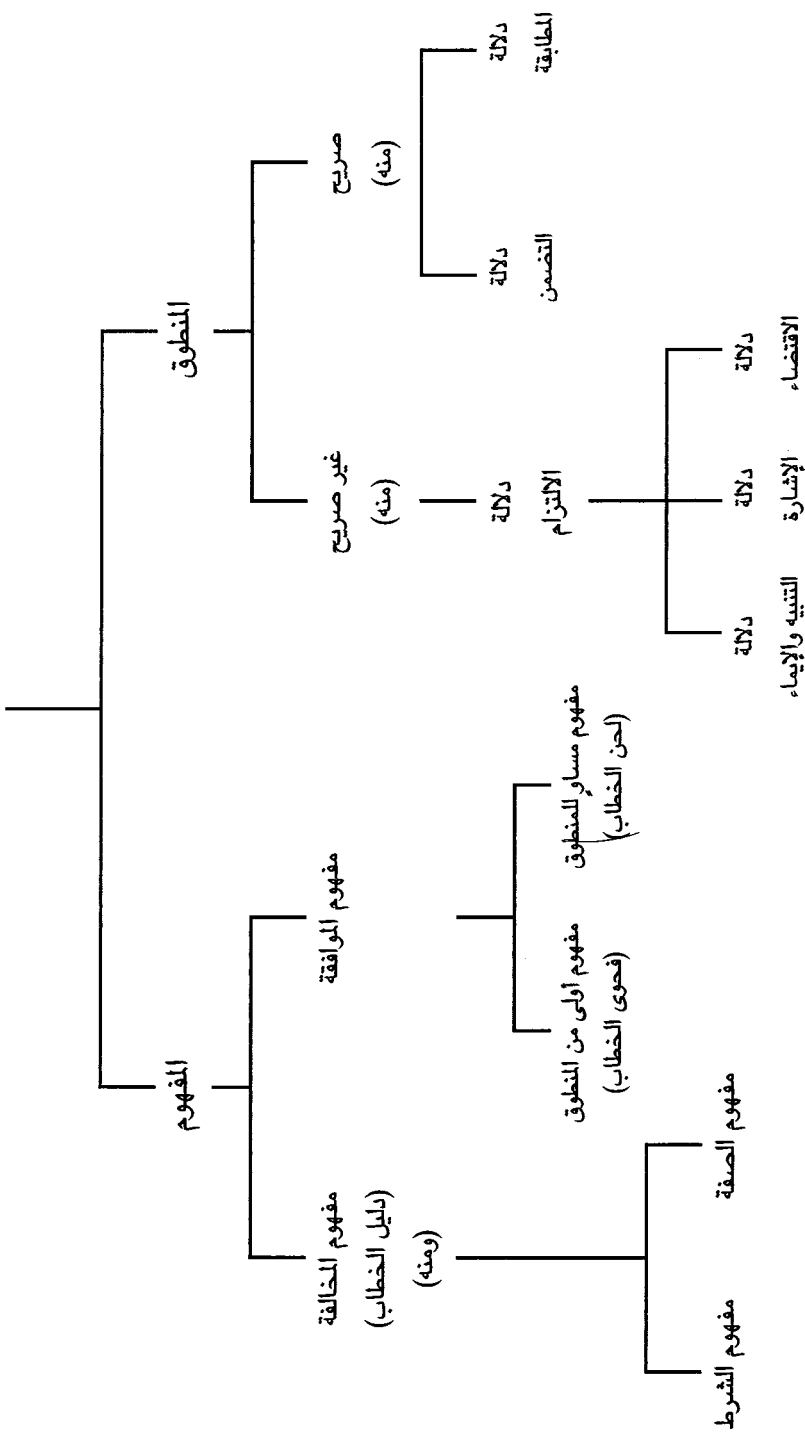 المنطوق
المفهوم
صريح
(منه)
غير صريح
(منه)
مفهوم الموافقة
مفهوم المخالفة
(دليل الخطاب)
(ومنه)
دلالة
المطابقة
دلالة
التضمن
دلالة
الالتزام
مفهوم مساوٍ للمنطوق
(لحن الخطاب)
مفهوم أولى من المنطوق
(فحوى الخطاب)
دلالة
الاقتضاء
دلالة
الإشارة
دلالة
التنبيه والإيماء
مفهوم الصفة
مفهوم الشرط